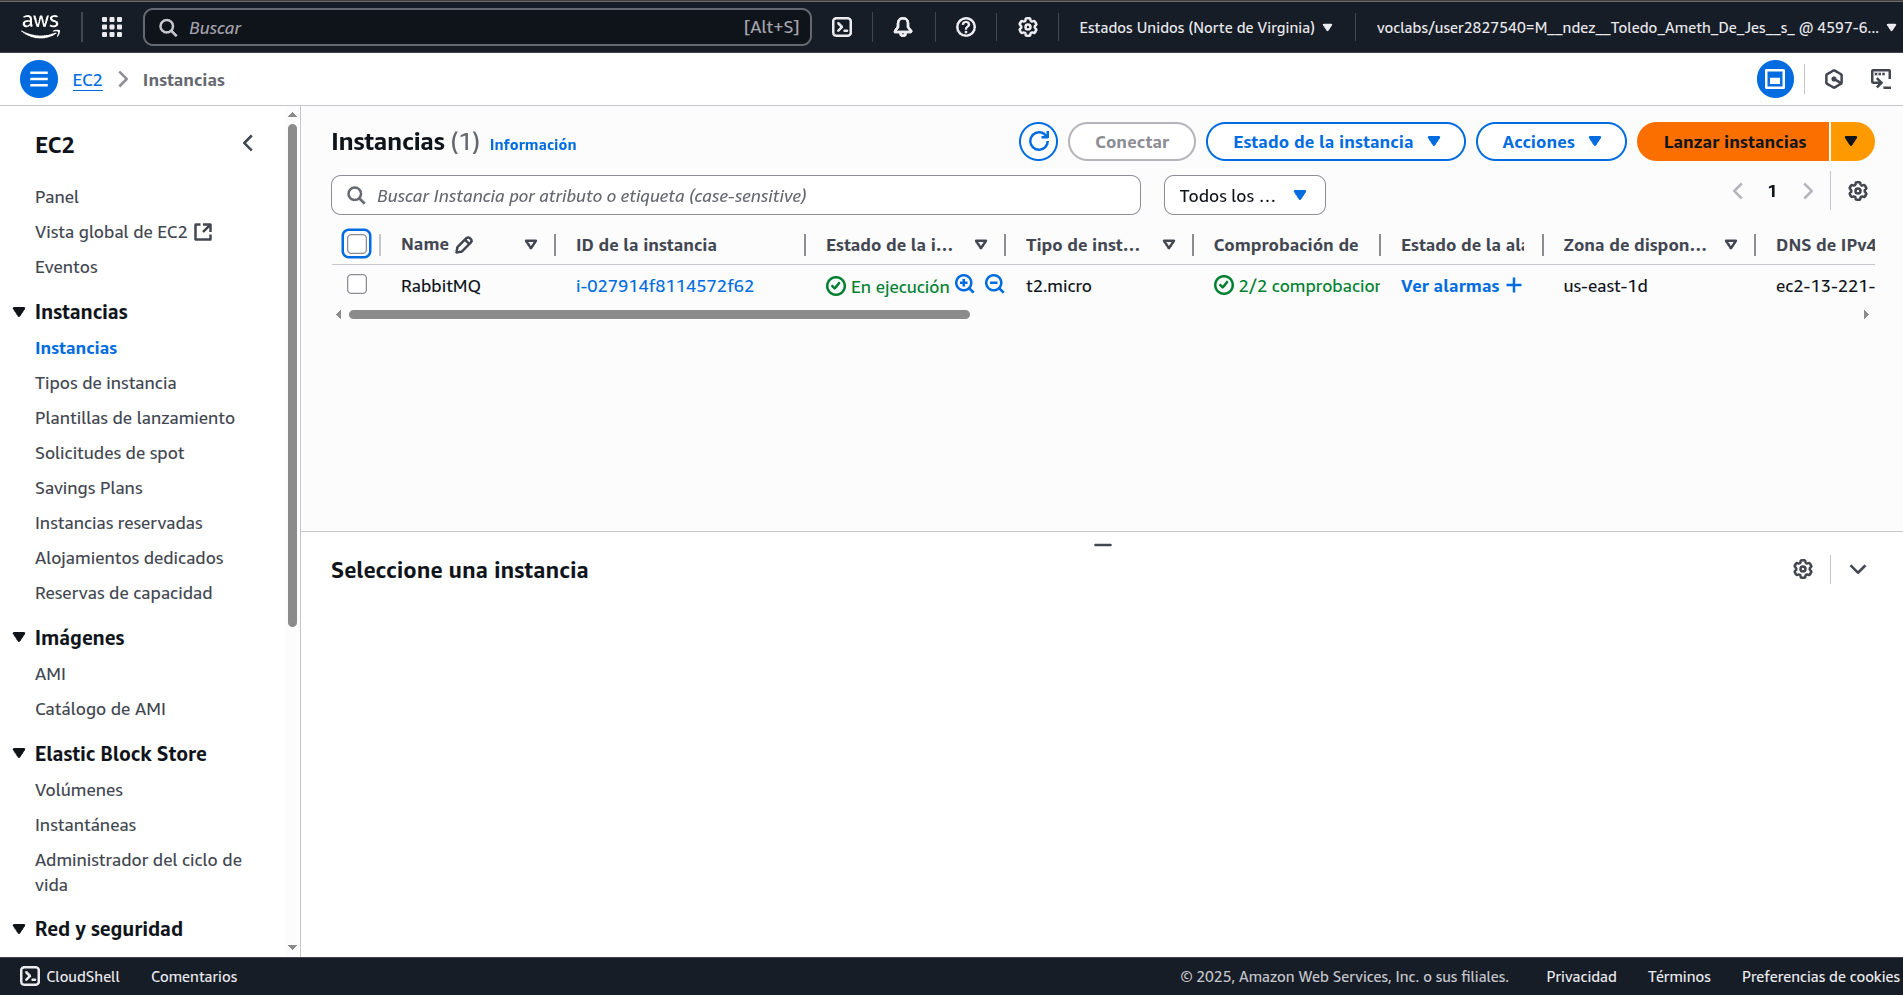 aws
Buscar [Alt+S]
Estados Unidos (Norte de Virginia)
voclabs/user2827540=M__ndez__Toledo_Ameth_De_Jes__s_ @ 4597-6...
EC2 > Instancias
EC2
Panel
Vista global de EC2
Eventos
Instancias
Instancias
Tipos de instancia
Plantillas de lanzamiento
Solicitudes de spot
Savings Plans
Instancias reservadas
Alojamientos dedicados
Reservas de capacidad
Imágenes
AMI
Catálogo de AMI
Elastic Block Store
Volúmenes
Instantáneas
Administrador del ciclo de
vida
Red y seguridad
Instancias (1) Información
Conectar
Estado de la instancia
Acciones
Lanzar instancias
Buscar Instancia por atributo o etiqueta (case-sensitive)
Todos los ...
1
Name ID de la instancia Estado de la i... Tipo de inst... Comprobación de Estado de la ala Zona de dispon... DNS de IPv4
RabbitMQ i-027914f8114572f62 En ejecución t2.micro 2/2 comprobacior Ver alarmas + us-east-1d ec2-13-221-
Seleccione una instancia
CloudShell Comentarios © 2025, Amazon Web Services, Inc. o sus filiales. Privacidad Términos Preferencias de cookies